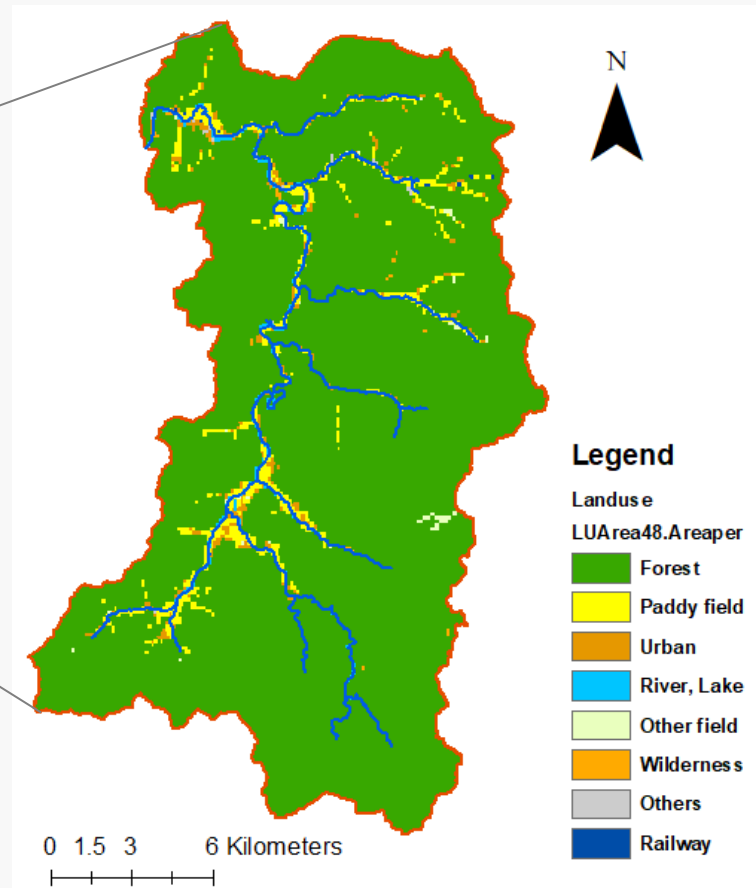 N
Legend
Landuse
LUArea48.Areaper
Forest
Paddy field
Urban
River, Lake
Other field
Wilderness
Others
Railway
0 1.5 3 6 Kilometers